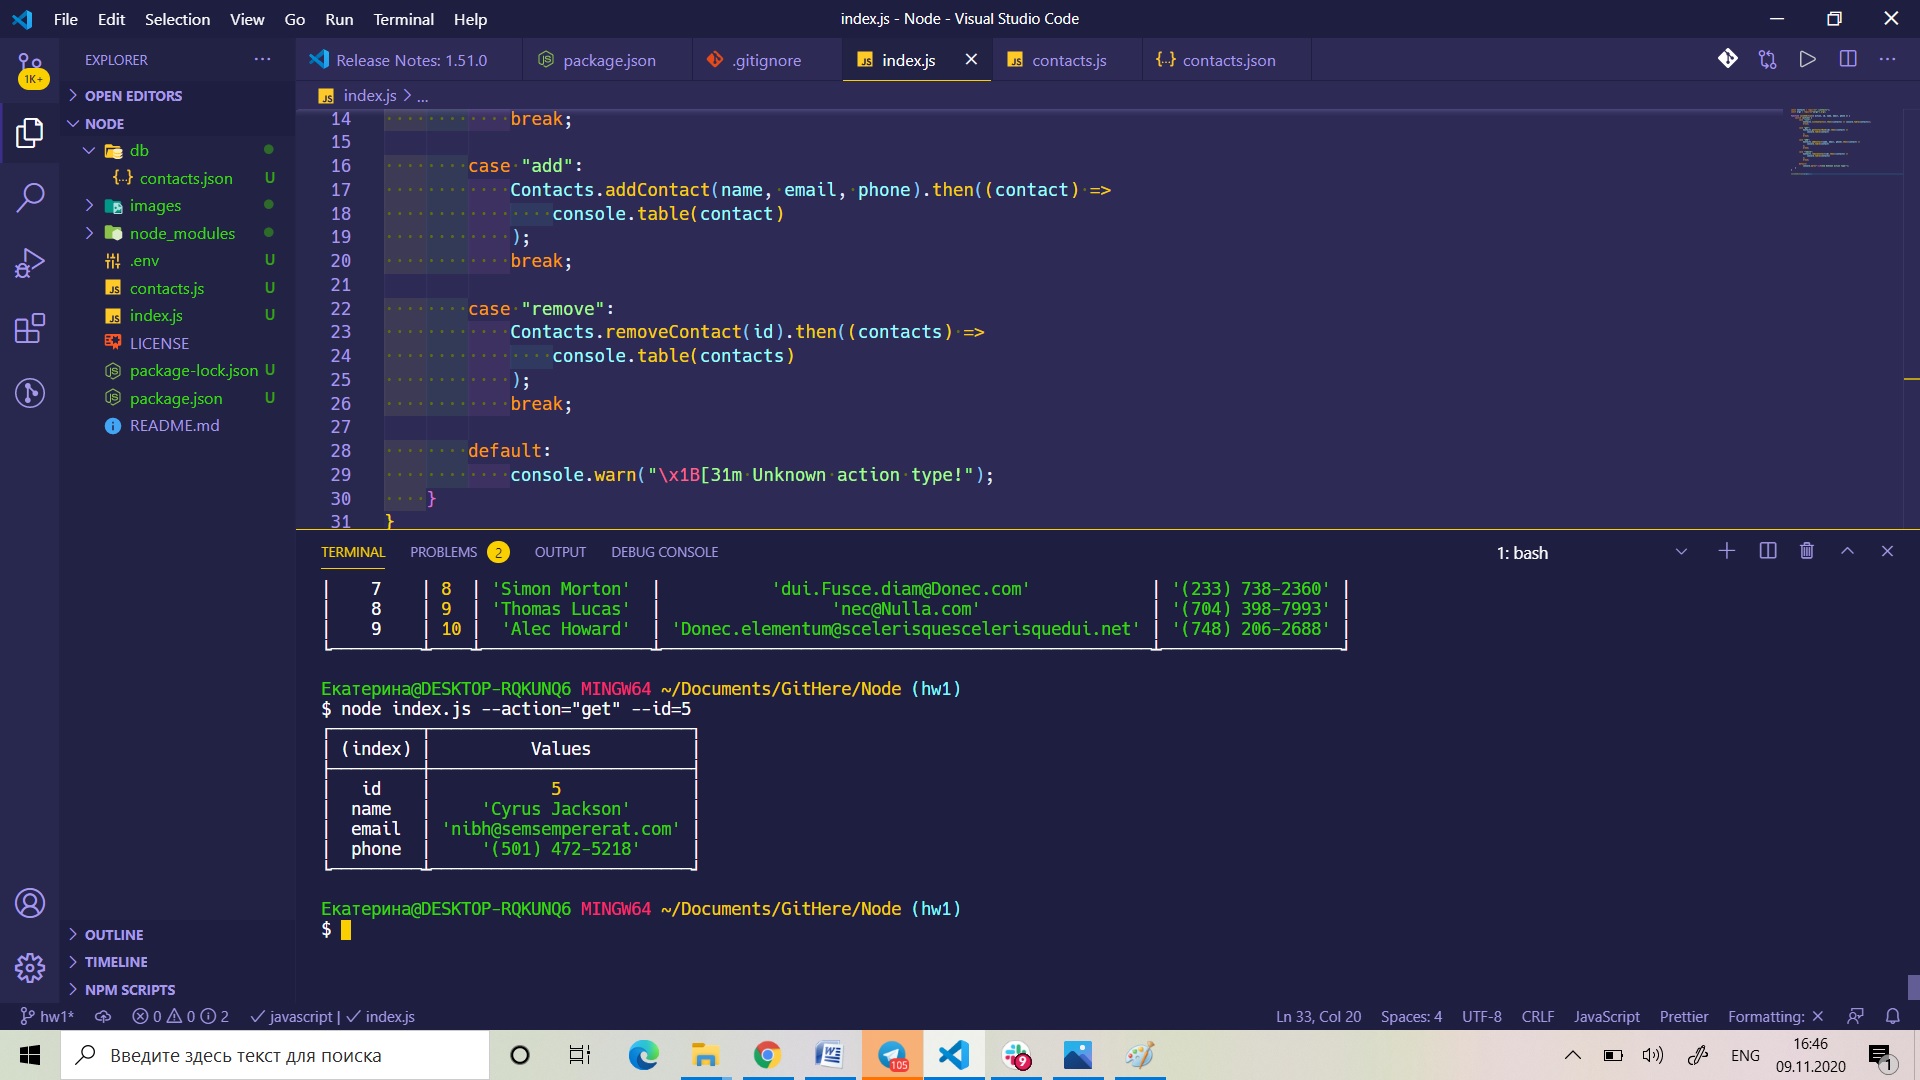 File Edit Selection View Go Run Terminal Help
index.js - Node - Visual Studio Code
1K+
EXPLORER
OPEN EDITORS
NODE
db
contacts.json U
images
node_modules
.env U
contacts.js U
index.js U
LICENSE
package-lock.json U
package.json U
README.md
OUTLINE
TIMELINE
NPM SCRIPTS
Release Notes: 1.51.0
package.json
.gitignore
index.js
contacts.js
contacts.json
index.js > ...
14 break;
15
16 case "add":
17 Contacts.addContact(name, email, phone).then((contact) =>
18 console.table(contact)
19 );
20 break;
21
22 case "remove":
23 Contacts.removeContact(id).then((contacts) =>
24 console.table(contacts)
25 );
26 break;
27
28 default:
29 console.warn("\x1B[31m Unknown action type!");
30 }
31 }
TERMINAL PROBLEMS 2 OUTPUT DEBUG CONSOLE
1: bash
7 | 8 | 'Simon Morton' | 'dui.Fusce.diam@Donec.com' | '(233) 738-2360'
8 | 9 | 'Thomas Lucas' | 'nec@Nulla.com' | '(704) 398-7993'
9 | 10 | 'Alec Howard' | 'Donec.elementum@scelerisquescelerisquedui.net' | '(748) 206-2688'
Екатерина@DESKTOP-RQKUNQ6 MINGW64 ~/Documents/GitHere/Node (hw1)
$ node index.js --action="get" --id=5
(index) | Values
id | 5
name | 'Cyrus Jackson'
email | 'nibh@semsempererat.com'
phone | '(501) 472-5218'
Екатерина@DESKTOP-RQKUNQ6 MINGW64 ~/Documents/GitHere/Node (hw1)
$
hw1* 0 0 2 javascript | index.js
Ln 33, Col 20 Spaces: 4 UTF-8 CRLF JavaScript Prettier Formatting: ×
Введите здесь текст для поиска
105
9
ENG
16:46
09.11.2020
1